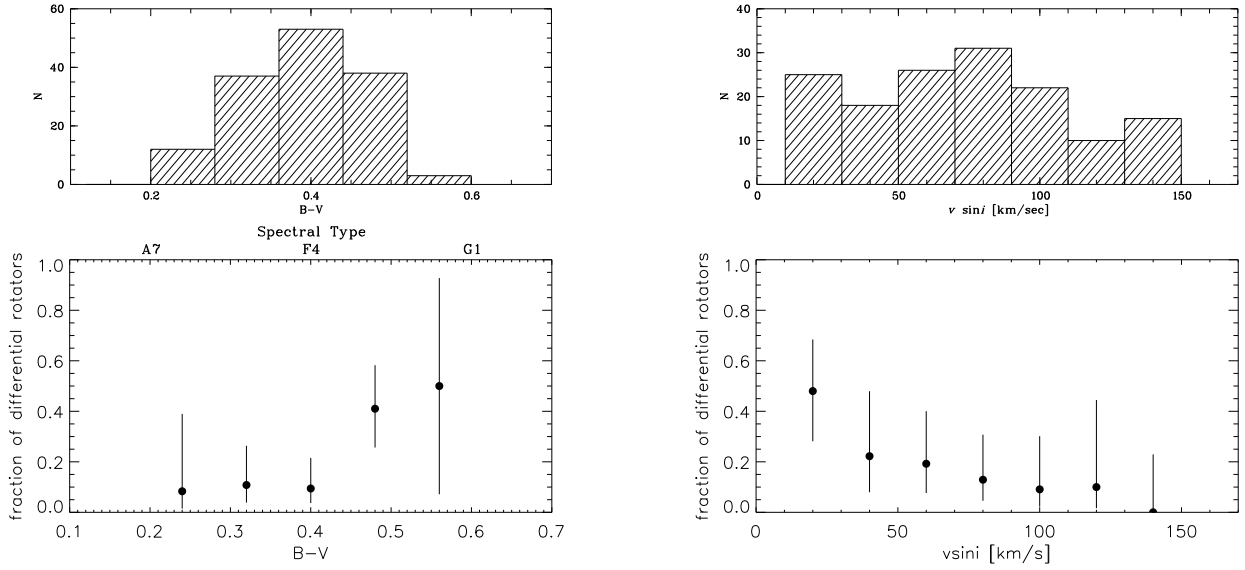 60
40
20
0
N
0.2 0.4 0.6
B−V
40
30
20
10
0
N
0 50 100 150
v sini [km/sec]
Spectral Type
A7 F4 G1
1.0
0.8
0.6
0.4
0.2
0.0
fraction of differential rotators
0.1 0.2 0.3 0.4 0.5 0.6 0.7
B−V
1.0
0.8
0.6
0.4
0.2
0.0
fraction of differential rotators
0 50 100 150
vsini [km/s]